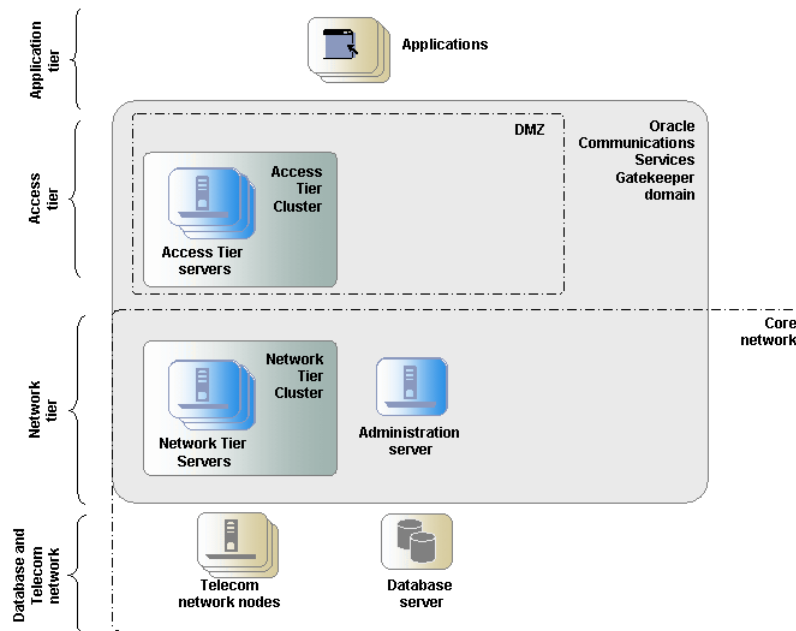 Application
tier
Applications
Access
tier
DMZ
Oracle
Communications
Services
Gatekeeper
domain
Access
Tier
Cluster
Access Tier
servers
Core
network
Network
tier
Network
Tier
Cluster
Network Tier
Servers
Administration
server
Database and
Telecom
network
Telecom
network nodes
Database
server